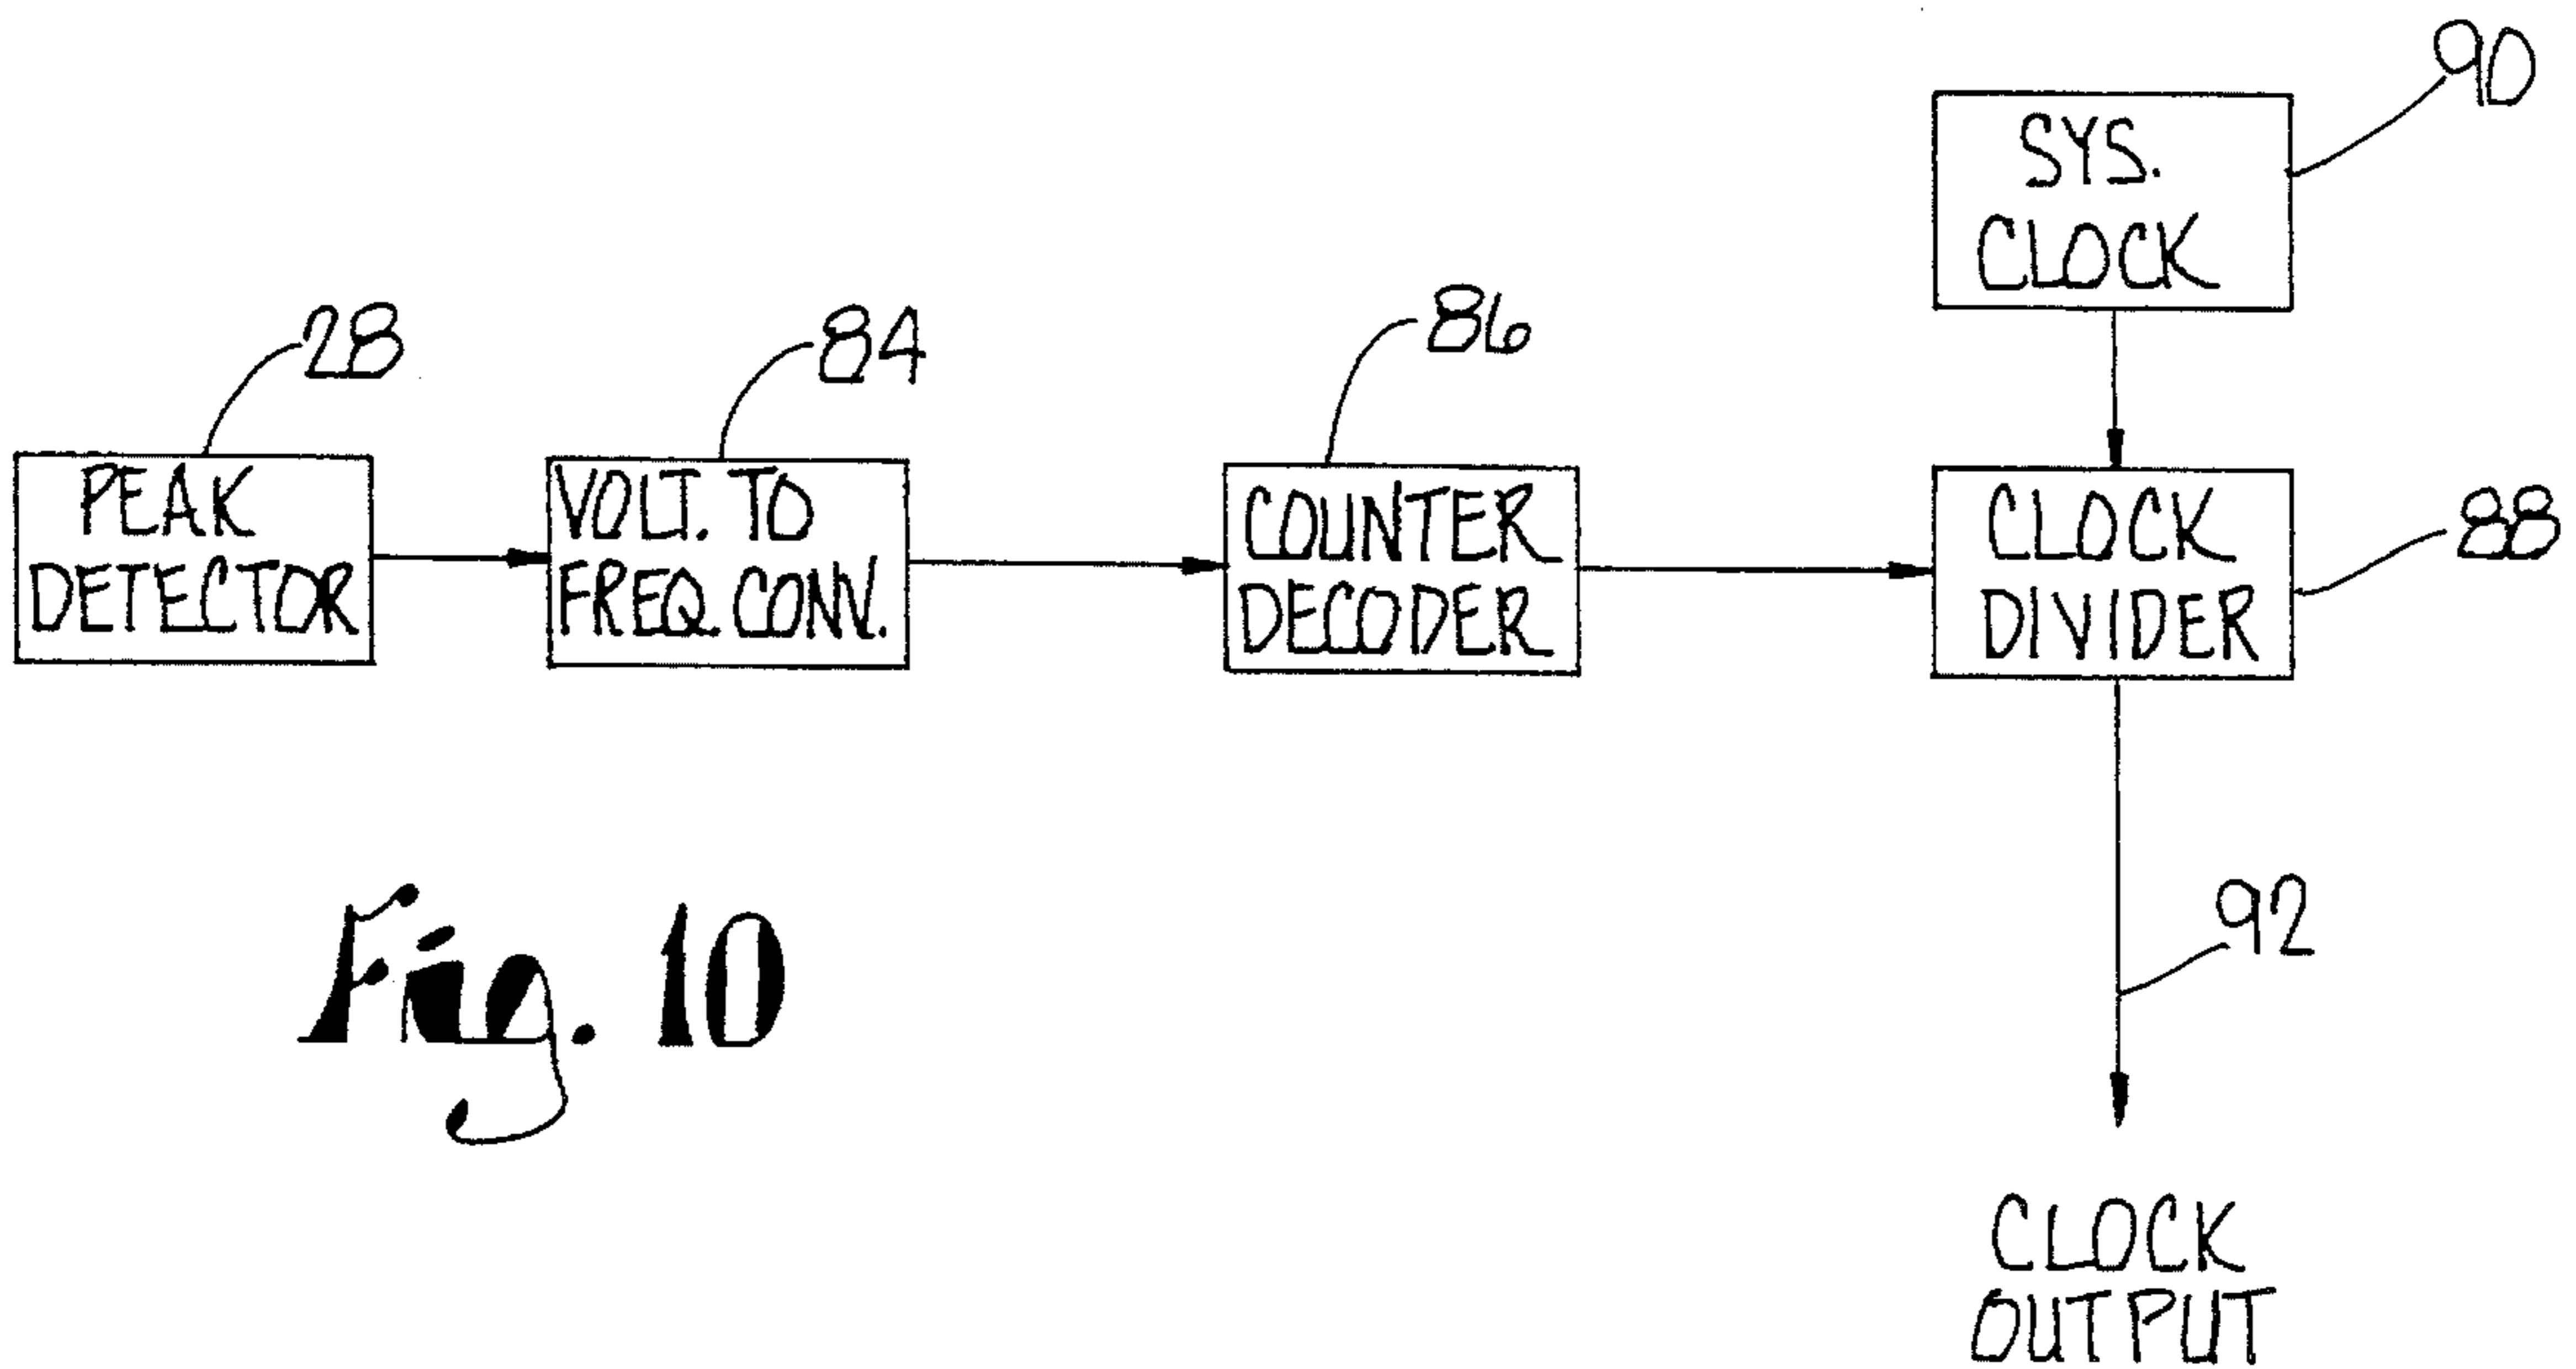 90
SYS.
CLOCK
28
84
86
PEAK
DETECTOR
VOLT. TO
FREQ. CONV.
COUNTER
DECODER
CLOCK
DIVIDER
88
92
Fig. 10
CLOCK
OUTPUT